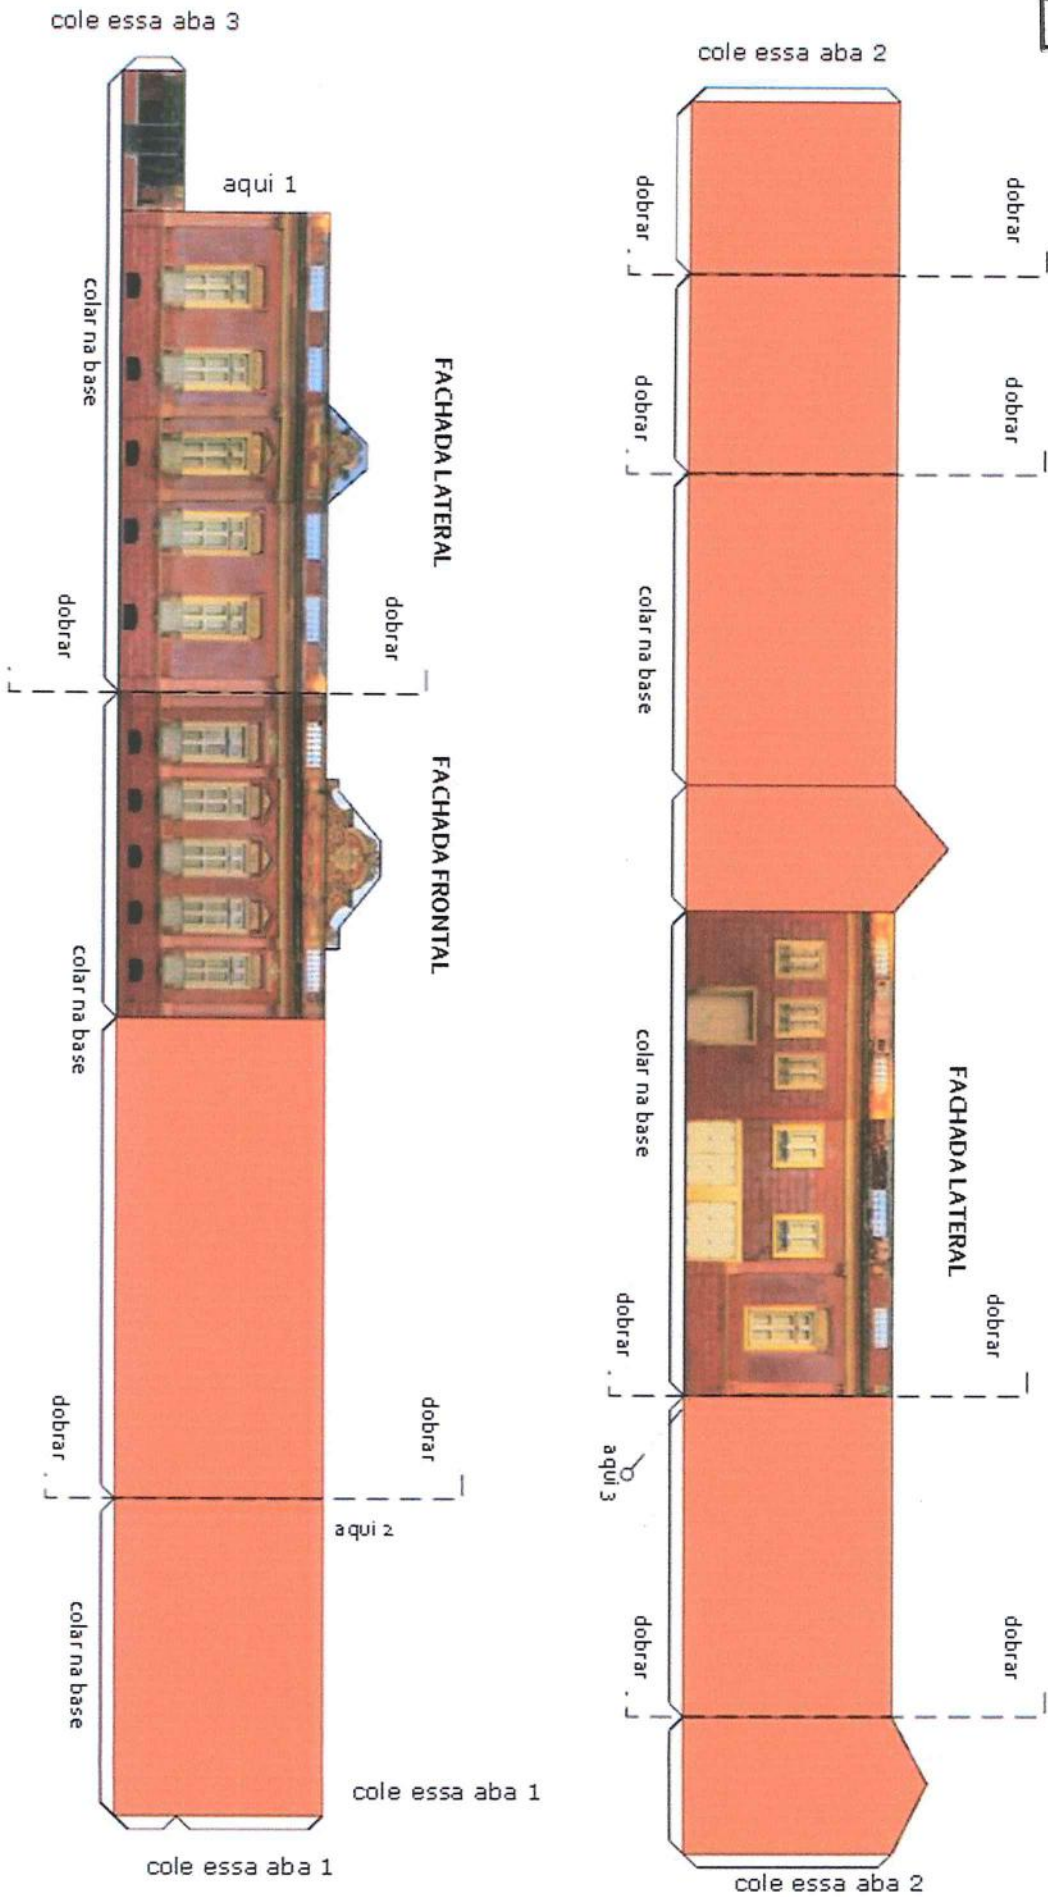 cole essa aba 3
aqui 1
colar na base
FACHADA LATERAL
dobrar
dobrar
FACHADA FRONTAL
colar na base
dobrar
dobrar
aqui 2
colar na base
cole essa aba 1
cole essa aba 1
cole essa aba 2
dobrar
dobrar
dobrar
dobrar
colar na base
colar na base
FACHADA LATERAL
dobrar
dobrar
aqui 3
dobrar
dobrar
cole essa aba 2